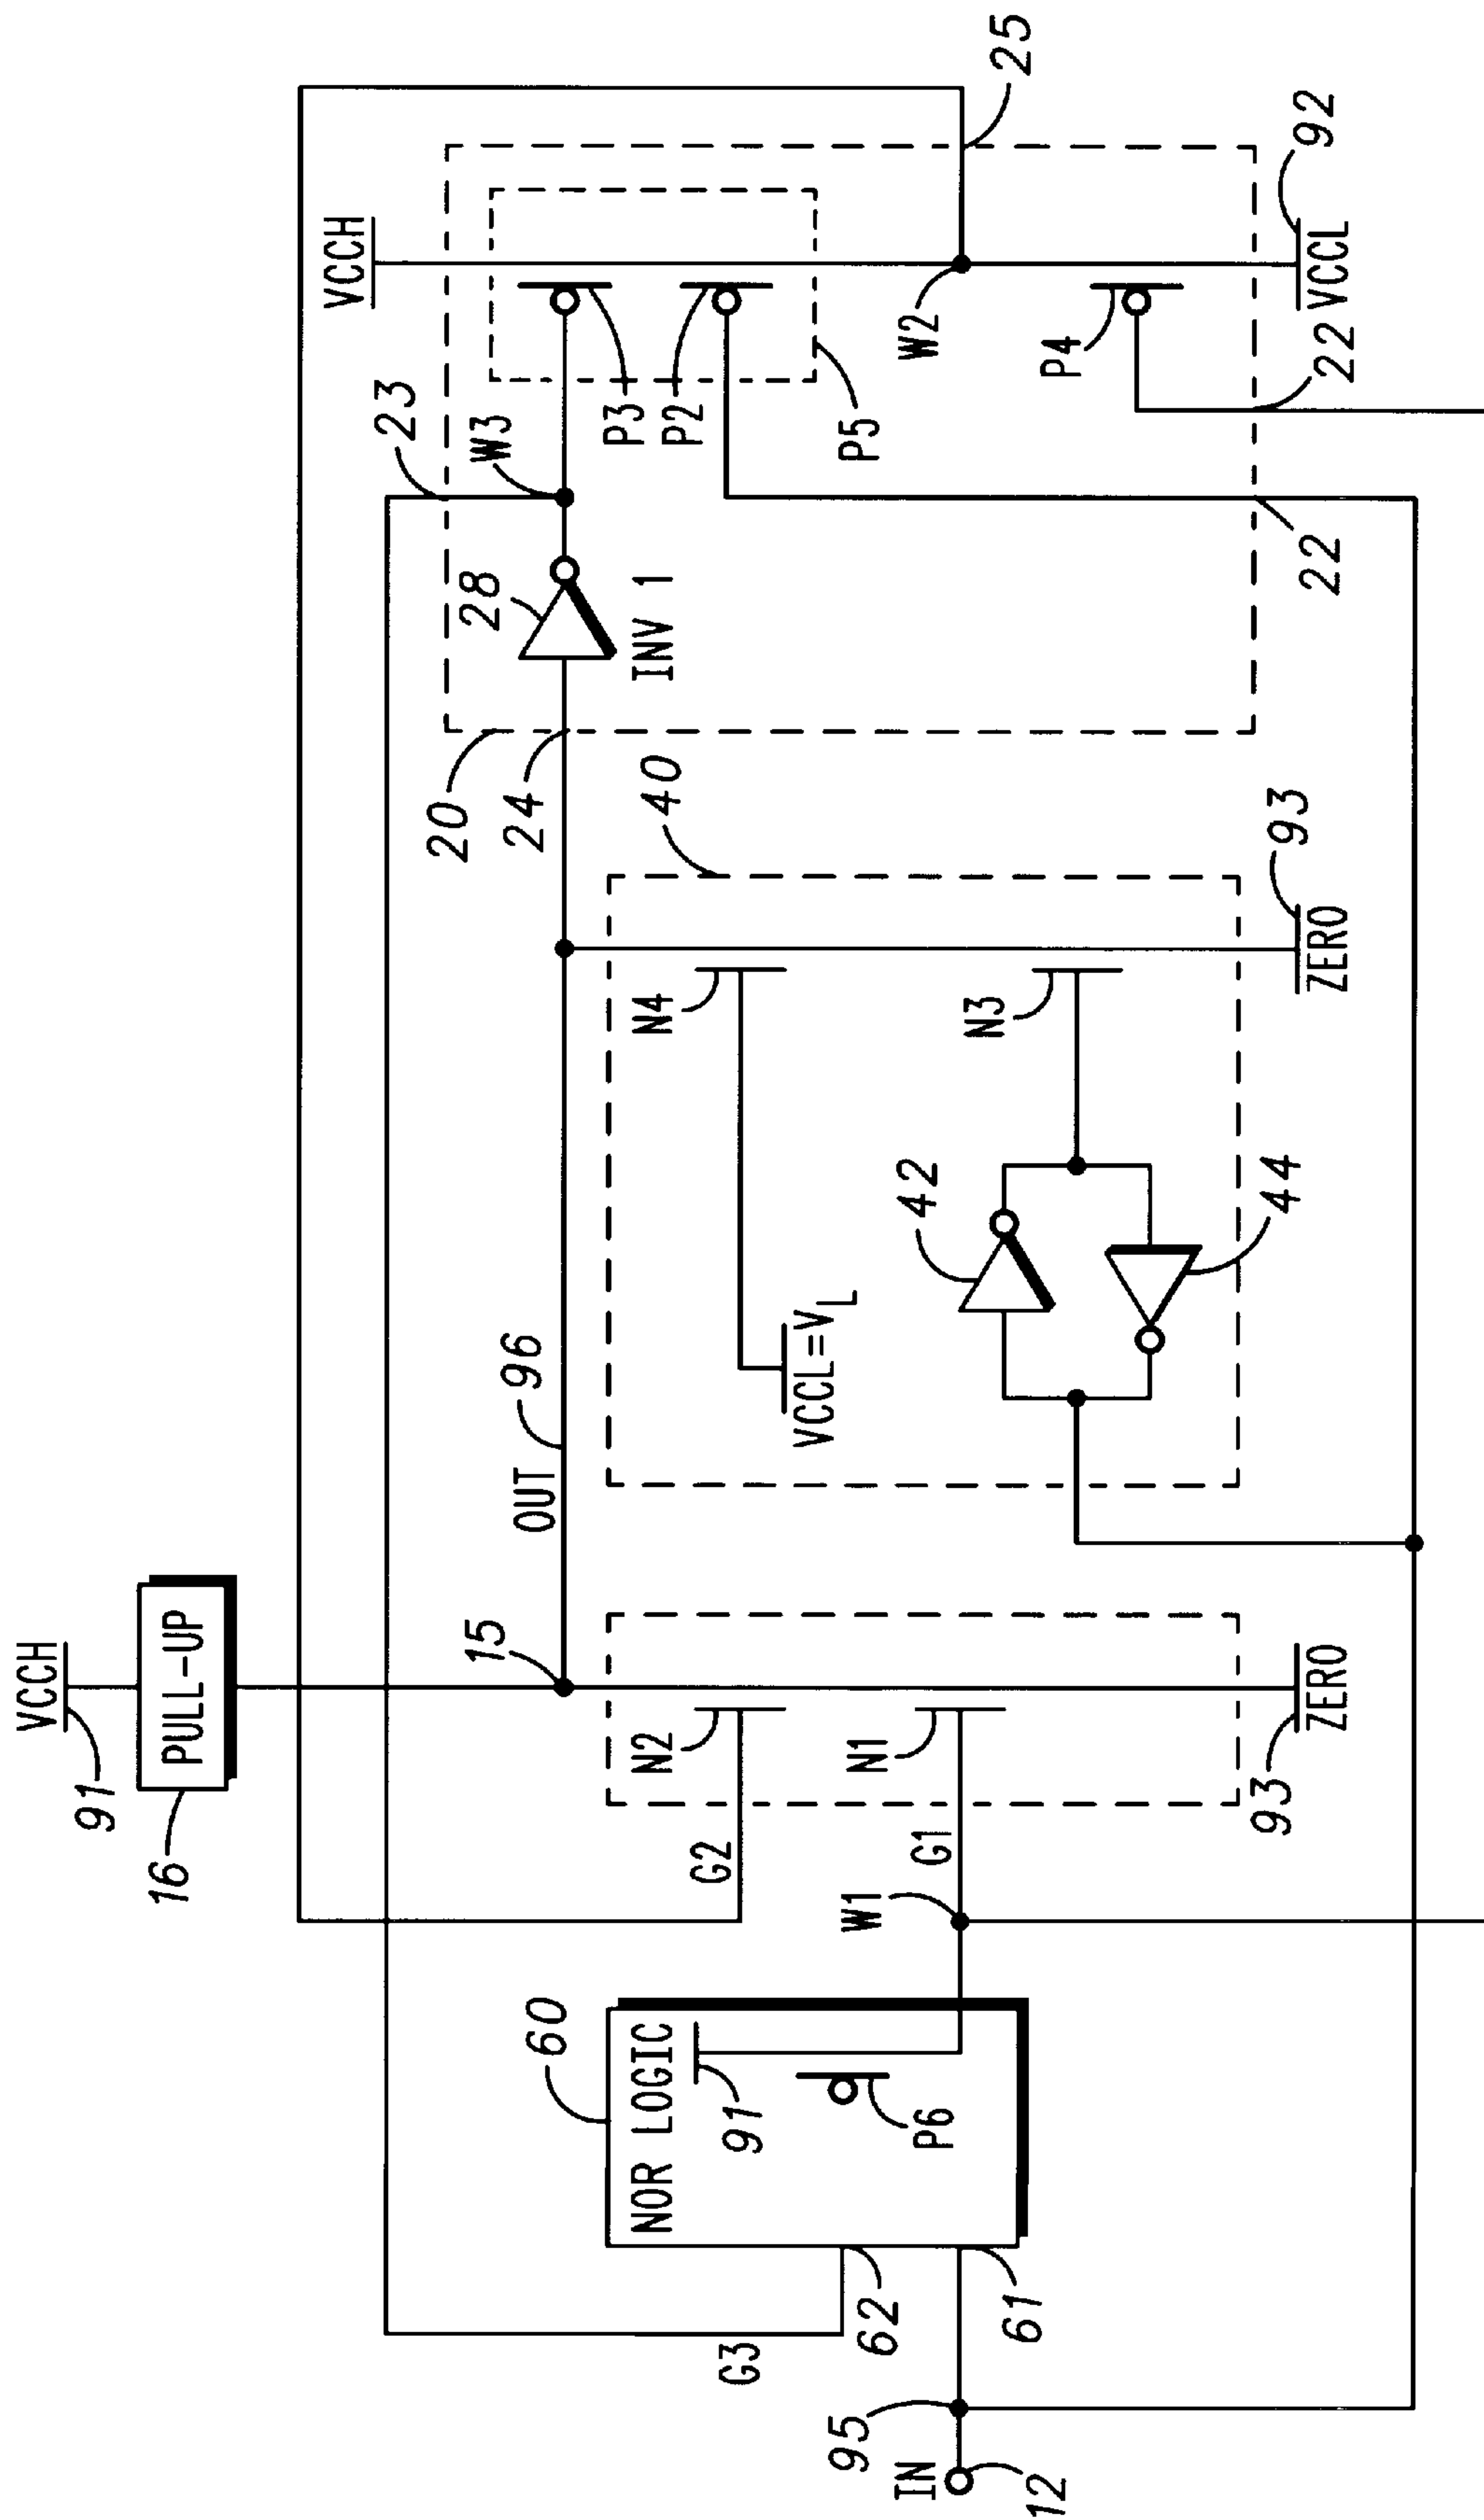 VCCH
91
PULL-UP
16
VCCH
25
23
W3
P3
P2
P5
W2
P4
92
VCCL
22
22
28
INV 1
20
24
40
N4
N3
93
ZERO
42
44
VCCL=VL
OUT
96
15
N2
N1
G2
G1
W1
93
ZERO
60
NOR LOGIC
91
P6
62
61
G3
95
IN
12